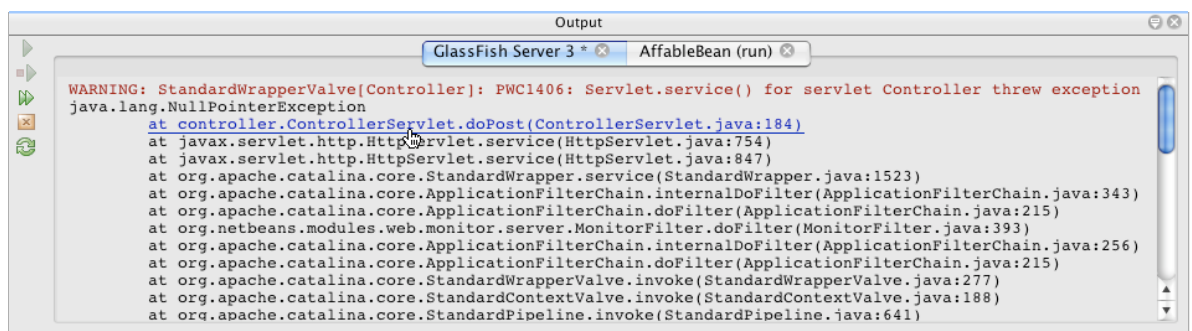 Output
GlassFish Server 3 * AffableBean (run)
WARNING: StandardWrapperValve[Controller]: PWC1406: Servlet.service() for servlet Controller threw exception
java.lang.NullPointerException
at controller.ControllerServlet.doPost(ControllerServlet.java:184)
at javax.servlet.http.HttpServlet.service(HttpServlet.java:754)
at javax.servlet.http.HttpServlet.service(HttpServlet.java:847)
at org.apache.catalina.core.StandardWrapper.service(StandardWrapper.java:1523)
at org.apache.catalina.core.ApplicationFilterChain.internalDoFilter(ApplicationFilterChain.java:343)
at org.apache.catalina.core.ApplicationFilterChain.doFilter(ApplicationFilterChain.java:215)
at org.netbeans.modules.web.monitor.server.MonitorFilter.doFilter(MonitorFilter.java:393)
at org.apache.catalina.core.ApplicationFilterChain.internalDoFilter(ApplicationFilterChain.java:256)
at org.apache.catalina.core.ApplicationFilterChain.doFilter(ApplicationFilterChain.java:215)
at org.apache.catalina.core.StandardWrapperValve.invoke(StandardWrapperValve.java:277)
at org.apache.catalina.core.StandardContextValve.invoke(StandardContextValve.java:188)
at org.apache.catalina.core.StandardPipeline.invoke(StandardPipeline.java:641)